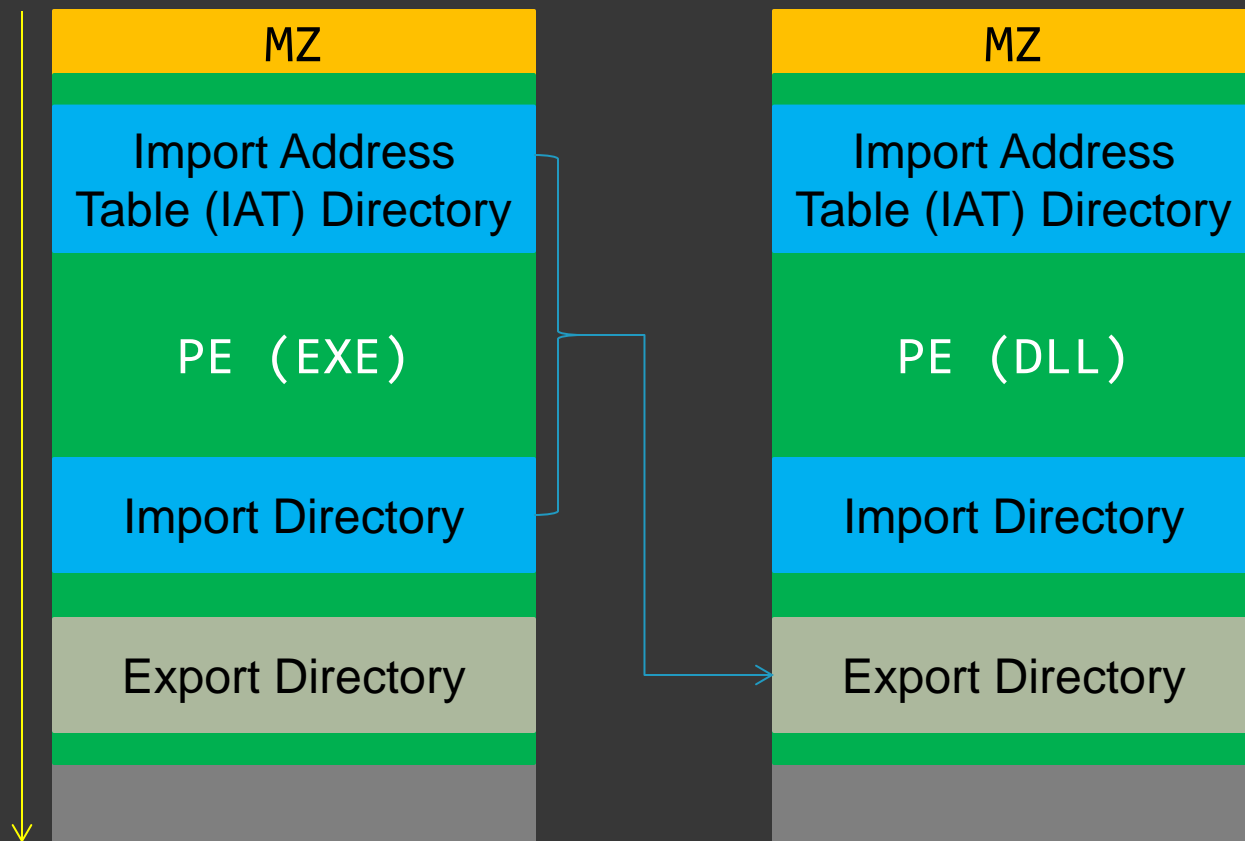 MZ
Import Address
Table (IAT) Directory
PE (EXE)
Import Directory
Export Directory
MZ
Import Address
Table (IAT) Directory
PE (DLL)
Import Directory
Export Directory